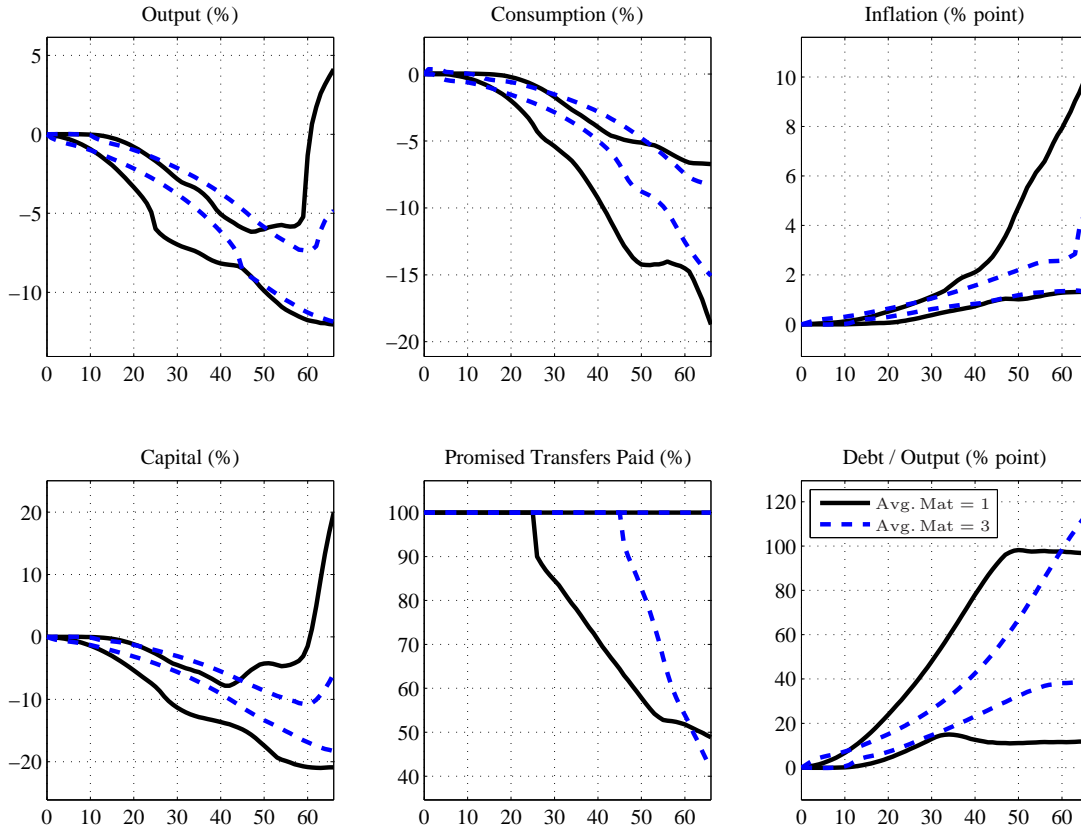 Output (%)
5
0
−5
−10
0 10 20 30 40 50 60
Consumption (%)
0
−5
−10
−15
−20
0 10 20 30 40 50 60
Inflation (% point)
10
8
6
4
2
0
0 10 20 30 40 50 60
Capital (%)
20
10
0
−10
−20
0 10 20 30 40 50 60
Promised Transfers Paid (%)
100
90
80
70
60
50
40
0 10 20 30 40 50 60
Debt / Output (% point)
120
100
80
60
40
20
0
0 10 20 30 40 50 60
Avg. Mat = 1
Avg. Mat = 3